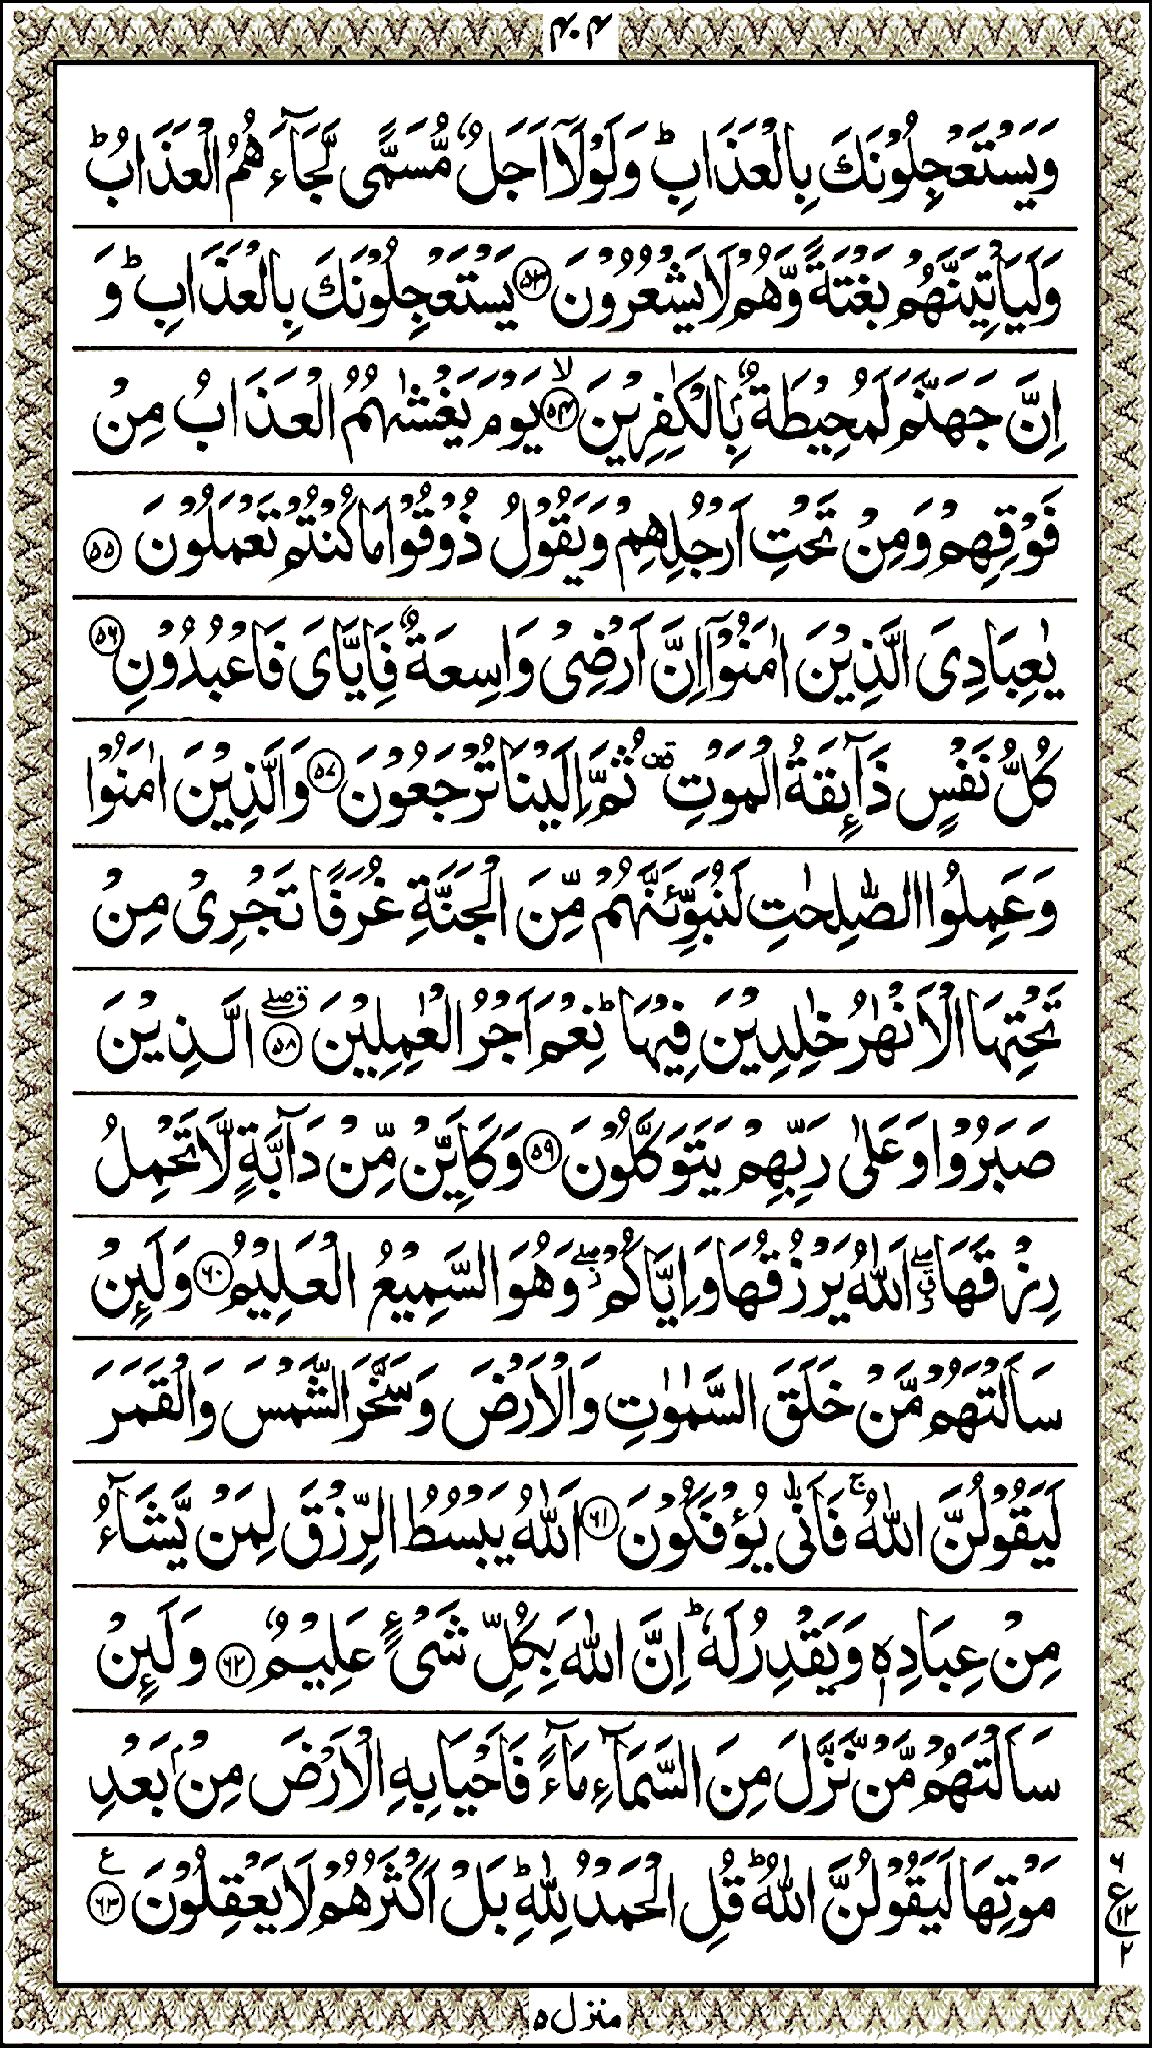 ۴۰۴
وَيَسْتَعْجِلُوْنَكَ بِالْعَذَابِ ؕ وَلَوْلَاۤ اَجَلٌ مُّسَمًّى لَّجَآءَهُمُ الْعَذَابُ ؕ
وَلَيَاْتِيَنَّهُمْ بَغْتَةً وَّهُمْ لَا يَشْعُرُوْنَ ﴿۵۳﴾ يَسْتَعْجِلُوْنَكَ بِالْعَذَابِ ؕ وَ
اِنَّ جَهَنَّمَ لَمُحِيْطَةٌۢ بِالْكٰفِرِيْنَ ﴿۵۴﴾ۙ يَوْمَ يَغْشٰىهُمُ الْعَذَابُ مِنْ
فَوْقِهِمْ وَمِنْ تَحْتِ اَرْجُلِهِمْ وَيَقُوْلُ ذُوْقُوْا مَا كُنْتُمْ تَعْمَلُوْنَ ﴿۵۵﴾
يٰعِبَادِىَ الَّذِيْنَ اٰمَنُوْۤا اِنَّ اَرْضِىْ وَاسِعَةٌ فَاِيَّاىَ فَاعْبُدُوْنِ ﴿۵۶﴾
كُلُّ نَفْسٍ ذَآئِقَةُ الْمَوْتِ ۟ ثُمَّ اِلَيْنَا تُرْجَعُوْنَ ﴿۵۷﴾ وَالَّذِيْنَ اٰمَنُوْا
وَعَمِلُوا الصّٰلِحٰتِ لَنُبَوِّئَنَّهُمْ مِّنَ الْجَنَّةِ غُرَفًا تَجْرِىْ مِنْ
تَحْتِهَا الْاَنْهٰرُ خٰلِدِيْنَ فِيْهَا ؕ نِعْمَ اَجْرُ الْعٰمِلِيْنَ ﴿۵۸﴾ۖ الَّذِيْنَ
صَبَرُوْا وَعَلٰى رَبِّهِمْ يَتَوَكَّلُوْنَ ﴿۵۹﴾ وَكَاَيِّنْ مِّنْ دَآبَّةٍ لَّا تَحْمِلُ
رِزْقَهَا ۖ اَللّٰهُ يَرْزُقُهَا وَاِيَّاكُمْ ۖ وَهُوَ السَّمِيْعُ الْعَلِيْمُ ﴿۶۰﴾ وَلَئِنْ
سَاَلْتَهُمْ مَّنْ خَلَقَ السَّمٰوٰتِ وَالْاَرْضَ وَسَخَّرَ الشَّمْسَ وَالْقَمَرَ
لَيَقُوْلُنَّ اللّٰهُ ۚ فَاَنّٰى يُؤْفَكُوْنَ ﴿۶۱﴾ اَللّٰهُ يَبْسُطُ الرِّزْقَ لِمَنْ يَّشَآءُ
مِنْ عِبَادِهٖ وَيَقْدِرُ لَهٗ ؕ اِنَّ اللّٰهَ بِكُلِّ شَىْءٍ عَلِيْمٌ ﴿۶۲﴾ وَلَئِنْ
سَاَلْتَهُمْ مَّنْ نَّزَّلَ مِنَ السَّمَآءِ مَآءً فَاَحْيَا بِهِ الْاَرْضَ مِنْۢ بَعْدِ
مَوْتِهَا لَيَقُوْلُنَّ اللّٰهُ ؕ قُلِ الْحَمْدُ لِلّٰهِ ؕ بَلْ اَكْثَرُهُمْ لَا يَعْقِلُوْنَ ﴿۶۳﴾ ع
۶
ع ۱۲
۲
منزل ۵